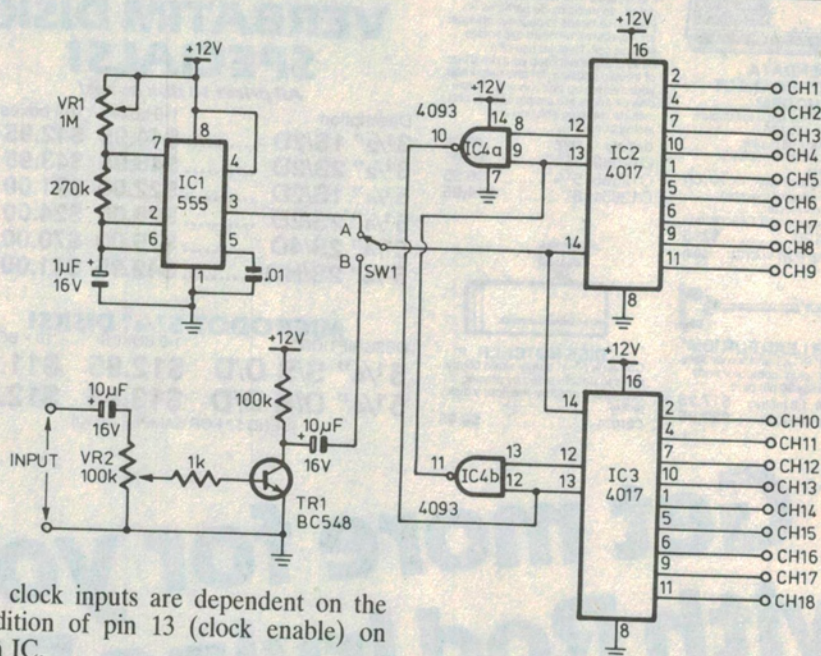 +12V
VR1
1M
270k
1µF
16V
+
7
8
4
2
3
6
5
1
IC1
555
.01
A
B
SW1
+12V
100k
10µF
+
16V
INPUT
10µF
+
16V
VR2
100k
1k
TR1
BC548
+12V
4093
14
10
8
9
7
IC4a
+12V
16
12
13
14
IC2
4017
8
2
4
7
10
1
5
6
9
11
CH1
CH2
CH3
CH4
CH5
CH6
CH7
CH8
CH9
11
13
12
IC4b
4093
+12V
16
14
12
13
IC3
4017
8
2
4
7
10
1
5
6
9
11
CH10
CH11
CH12
CH13
CH14
CH15
CH16
CH17
CH18
clock inputs are dependent on the
dition of pin 13 (clock enable) on
IC.